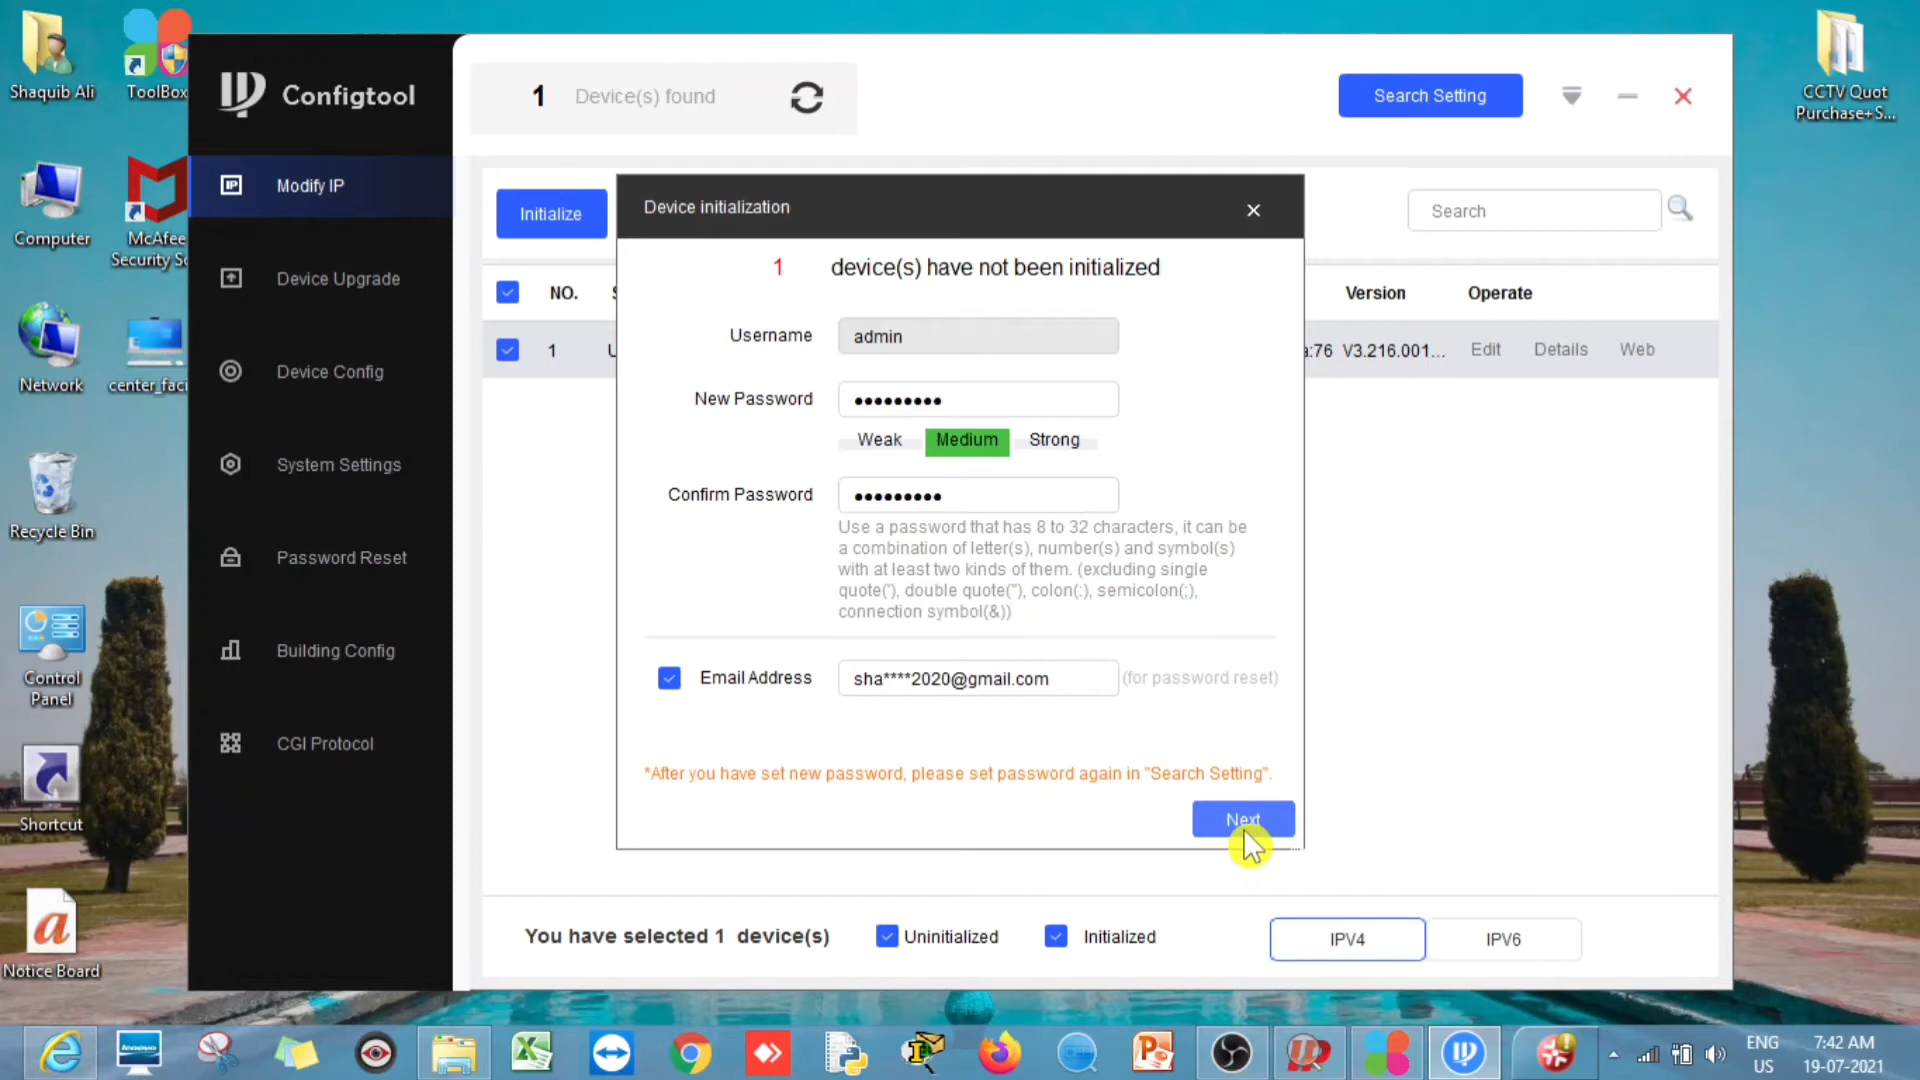 Shaquib Ali
ToolBox
Computer
McAfee
Security Sc
Network
center_faci
Recycle Bin
Control
Panel
Shortcut
Notice Board
CCTV Quot
Purchase+S...
Configtool
1 Device(s) found
Search Setting
Modify IP
Device Upgrade
Device Config
System Settings
Password Reset
Building Config
CGI Protocol
Initialize
Search
NO.
Version
Operate
1
:76 V3.216.001...
Edit
Details
Web
Device initialization
1 device(s) have not been initialized
Username
admin
New Password
●●●●●●●●●
Weak
Medium
Strong
Confirm Password
●●●●●●●●●
Use a password that has 8 to 32 characters, it can be
a combination of letter(s), number(s) and symbol(s)
with at least two kinds of them. (excluding single
quote('), double quote("), colon(:), semicolon(;),
connection symbol(&))
Email Address
sha****2020@gmail.com
(for password reset)
*After you have set new password, please set password again in "Search Setting".
Next
You have selected 1 device(s)
Uninitialized
Initialized
IPV4
IPV6
lenovo
ENG
US
7:42 AM
19-07-2021